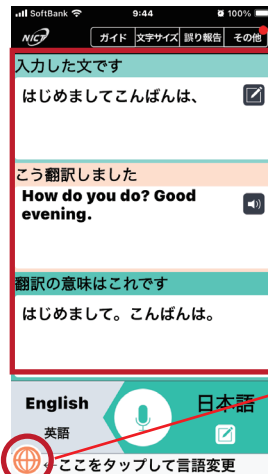 SoftBank 9:44 100%
NICT ガイド 文字サイズ 誤り報告 その他
入力した文です
はじめましてこんばんは、
こう翻訳しました
How do you do? Good
evening.
翻訳の意味はこれです
はじめまして。こんばんは。
English 日本語
英語
←ここをタップして言語変更